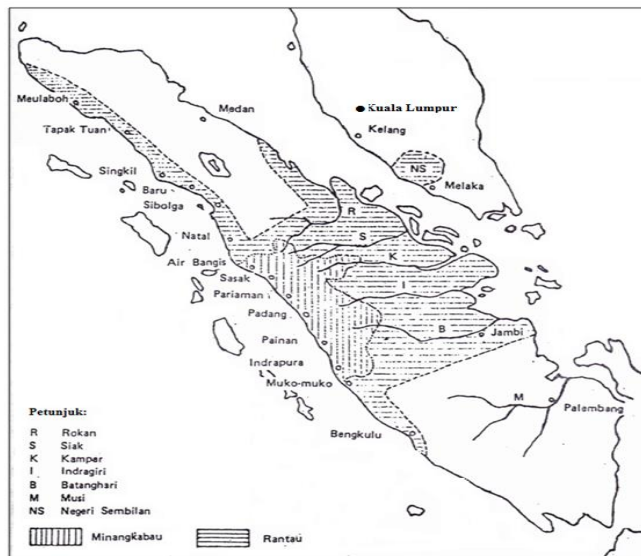 Meulaboh
Medan
Kuala Lumpur
Tapak Tuan
Kelang
NS
Melaka
Singkil
Baru
Sibolga
R
S
Natal
K
Air Bangis
I
Sasak
Pariaman
Padang
B
Jambi
Painan
Indrapura
Muko-muko
M
Palembang
Bengkulu
Petunjuk:
R Rokan
S Siak
K Kampar
I Indragiri
B Batanghari
M Musi
NS Negeri Sembilan
Minangkabau
Rantau